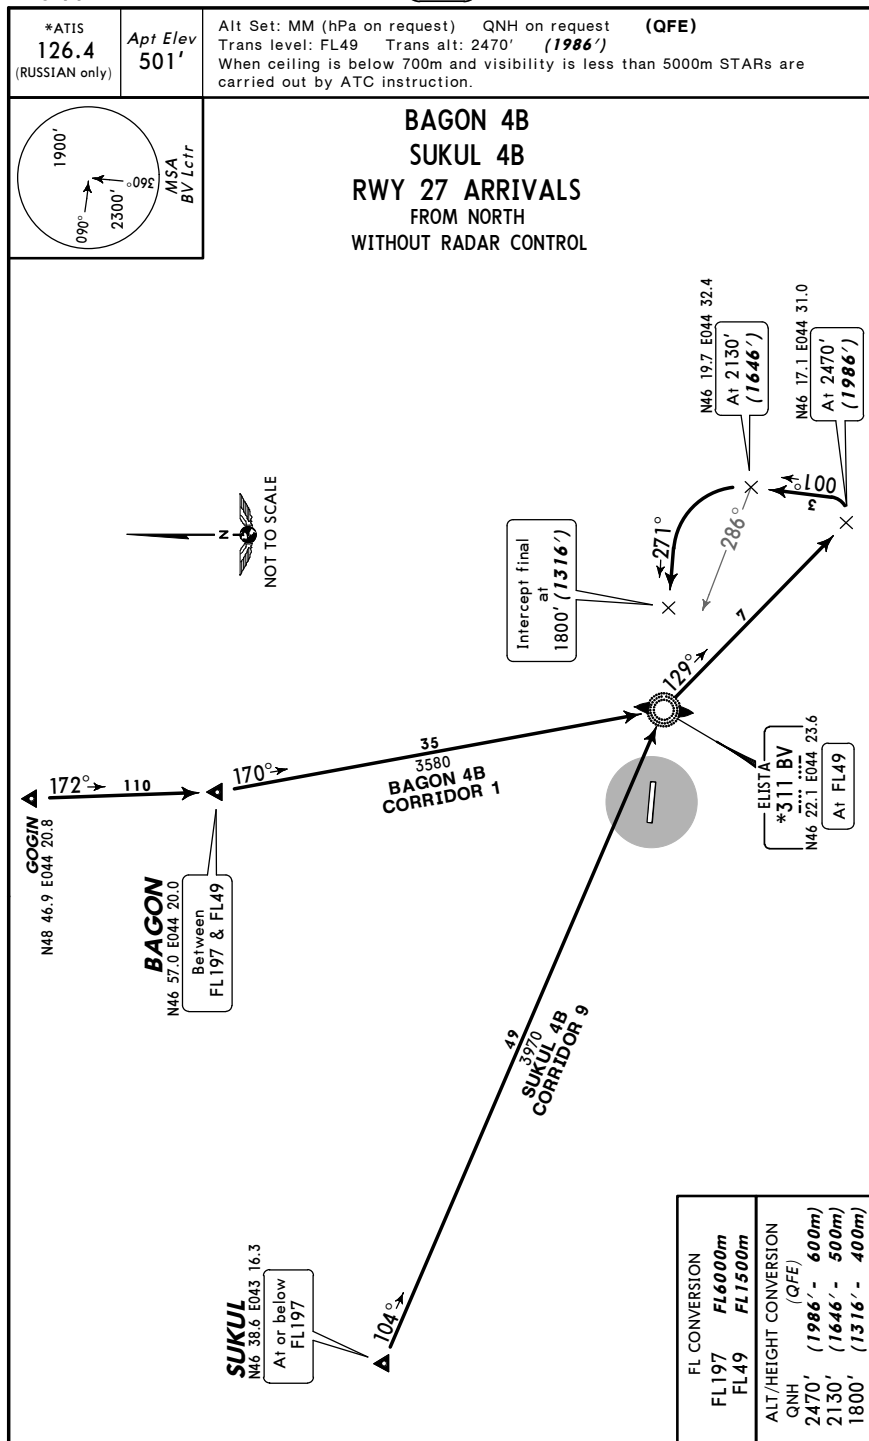 *ATIS
126.4
(RUSSIAN only)
Apt Elev
501'
Alt Set: MM (hPa on request) QNH on request (QFE)
Trans level: FL49 Trans alt: 2470' (1986')
When ceiling is below 700m and visibility is less than 5000m STARs are
carried out by ATC instruction.
1900'
2300'
090°
360°
MSA
BV Lctr
BAGON 4B
SUKUL 4B
RWY 27 ARRIVALS
FROM NORTH
WITHOUT RADAR CONTROL
N46 19.7 E044 32.4
At 2130'
(1646')
N46 17.1 E044 31.0
At 2470'
(1986')
001°
3
286°
271°
N
NOT TO SCALE
Intercept final
at
1800' (1316')
129°
7
GOGIN
N48 46.9 E044 20.8
172°
110
BAGON
N46 57.0 E044 20.0
Between
FL197 & FL49
170°
35
3580
BAGON 4B
CORRIDOR 1
ELISTA
*311 BV
N46 22.1 E044 23.6
At FL49
49
3970
SUKUL 4B
CORRIDOR 9
SUKUL
N46 38.6 E043 16.3
At or below
FL197
104°
FL CONVERSION
FL197 FL6000m
FL49 FL1500m
ALT/HEIGHT CONVERSION
QNH (QFE)
2470' (1986' - 600m)
2130' (1646' - 500m)
1800' (1316' - 400m)